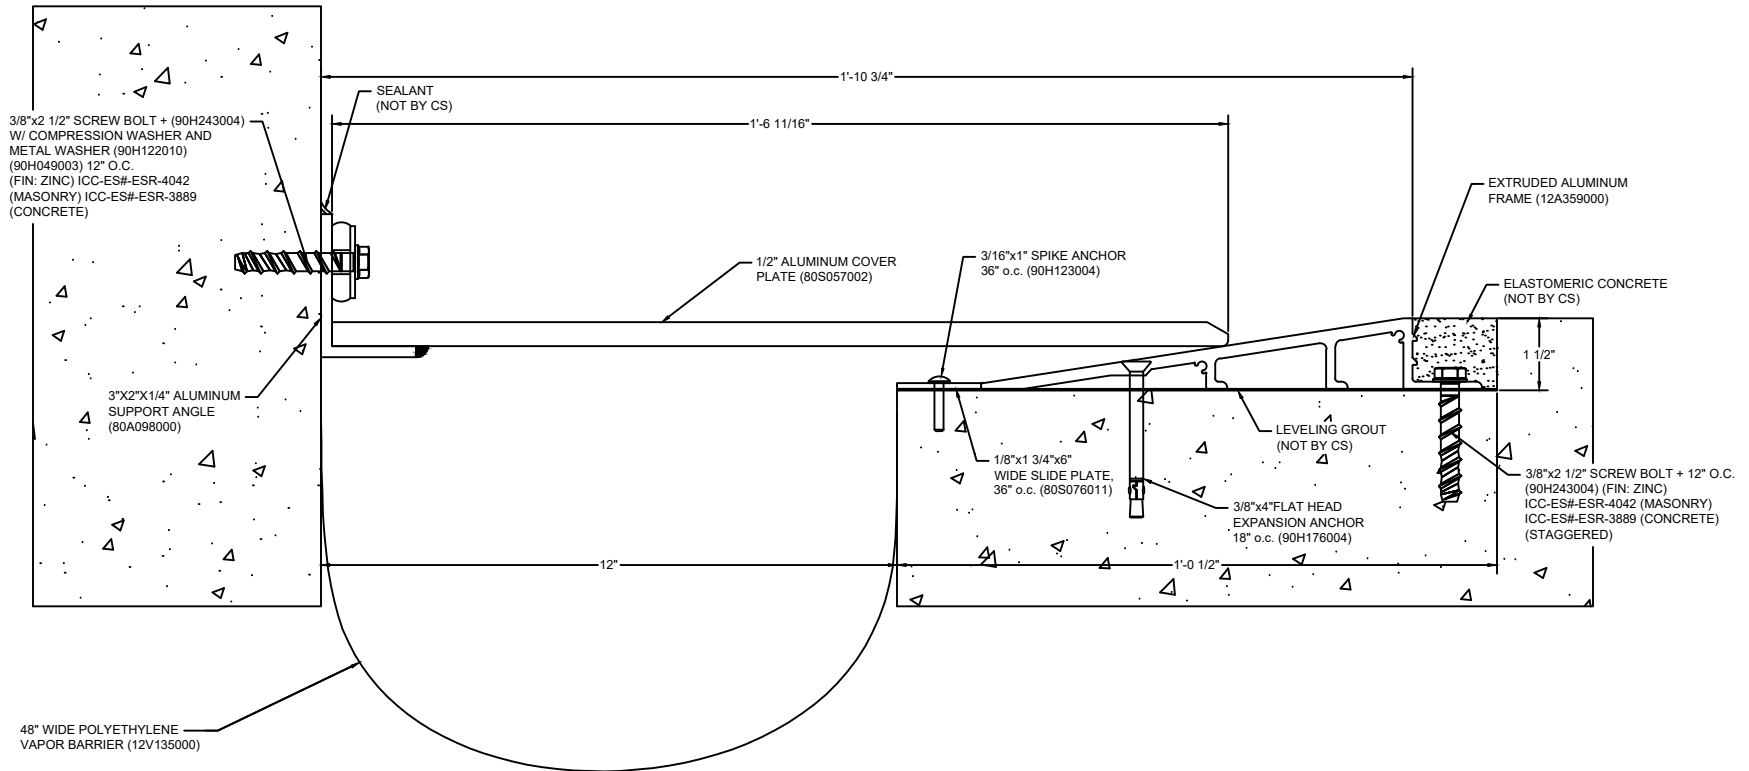 1'-10 3/4"
SEALANT
(NOT BY CS)
3/8"x2 1/2" SCREW BOLT + (90H243004)
W/ COMPRESSION WASHER AND
METAL WASHER (90H122010)
(90H049003) 12" O.C.
(FIN: ZINC) ICC-ES#-ESR-4042
(MASONRY) ICC-ES#-ESR-3889
(CONCRETE)
1'-6 11/16"
EXTRUDED ALUMINUM
FRAME (12A359000)
1/2" ALUMINUM COVER
PLATE (80S057002)
3/16"x1" SPIKE ANCHOR
36" o.c. (90H123004)
ELASTOMERIC CONCRETE
(NOT BY CS)
1 1/2"
3"X2"X1/4" ALUMINUM
SUPPORT ANGLE
(80A098000)
LEVELING GROUT
(NOT BY CS)
1/8"x1 3/4"x6"
WIDE SLIDE PLATE,
36" o.c. (80S076011)
3/8"x4"FLAT HEAD
EXPANSION ANCHOR
18" o.c. (90H176004)
3/8"x2 1/2" SCREW BOLT + 12" O.C.
(90H243004) (FIN: ZINC)
ICC-ES#-ESR-4042 (MASONRY)
ICC-ES#-ESR-3889 (CONCRETE)
(STAGGERED)
12"
1'-0 1/2"
48" WIDE POLYETHYLENE
VAPOR BARRIER (12V135000)